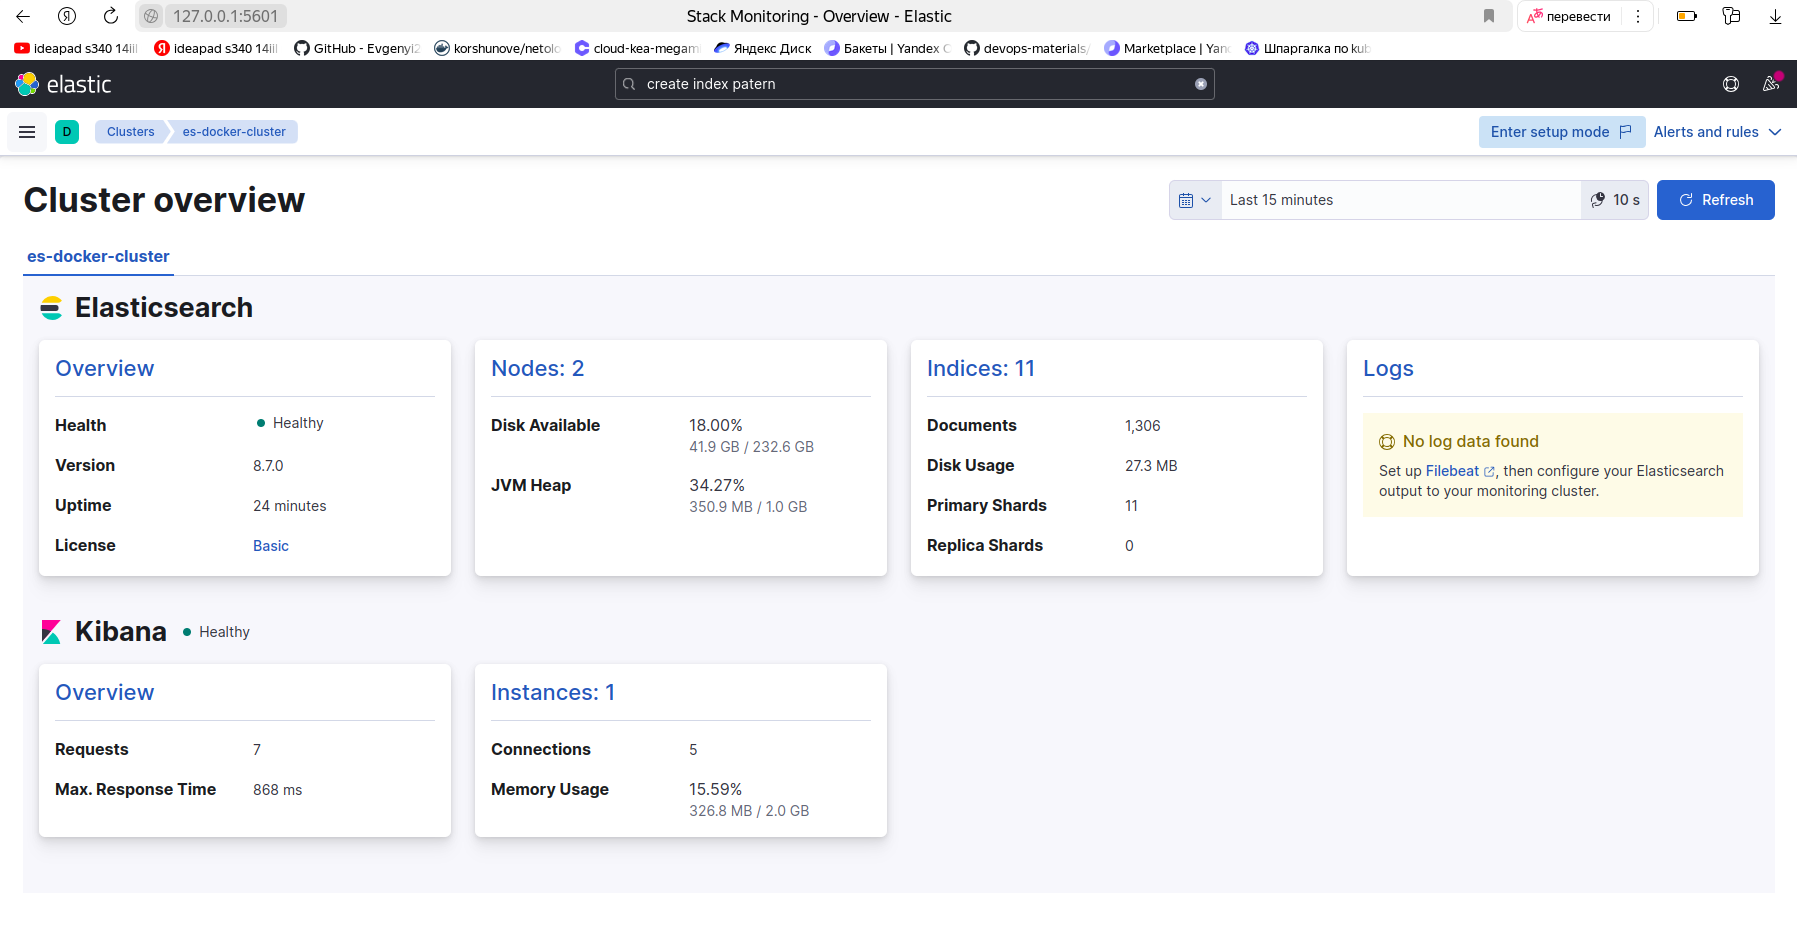 127.0.0.1:5601
Stack Monitoring - Overview - Elastic
перевести
ideapad s340 14iil
ideapad s340 14iil
GitHub - Evgenyi2
korshunove/netolo
cloud-kea-megam
Яндекс Диск
Бакеты | Yandex C
devops-materials/
Marketplace | Yan
Шпаргалка по kub
elastic
create index patern
D
Clusters
es-docker-cluster
Enter setup mode
Alerts and rules
Cluster overview
Last 15 minutes
10 s
Refresh
es-docker-cluster
Elasticsearch
Overview
Health Healthy
Version 8.7.0
Uptime 24 minutes
License Basic
Nodes: 2
Disk Available 18.00%
41.9 GB / 232.6 GB
JVM Heap 34.27%
350.9 MB / 1.0 GB
Indices: 11
Documents 1,306
Disk Usage 27.3 MB
Primary Shards 11
Replica Shards 0
Logs
No log data found
Set up Filebeat, then configure your Elasticsearch
output to your monitoring cluster.
Kibana Healthy
Overview
Requests 7
Max. Response Time 868 ms
Instances: 1
Connections 5
Memory Usage 15.59%
326.8 MB / 2.0 GB